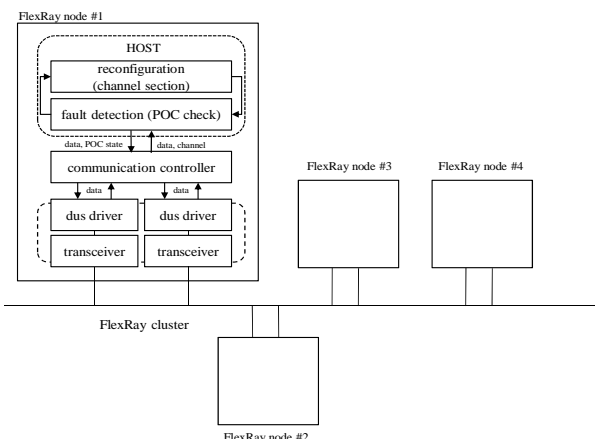 FlexRay node #1
HOST
reconfiguration
(channel section)
fault detection (POC check)
data, POC state
data, channel
communication controller
data
data
dus driver
dus driver
transceiver
transceiver
FlexRay node #3
FlexRay node #4
FlexRay cluster
FlexRay node #2